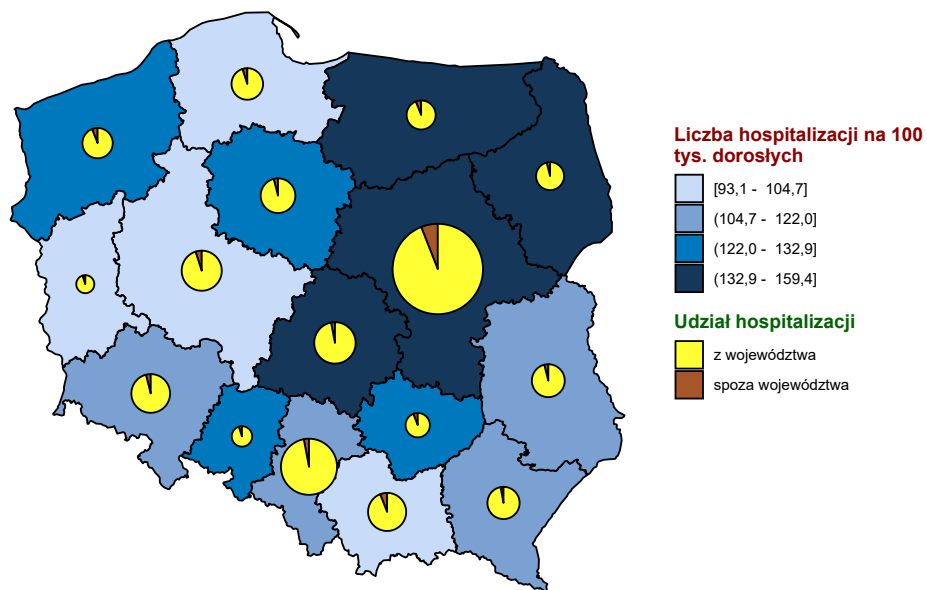 Liczba hospitalizacji na 100
tys. dorosłych
[93,1 - 104,7]
(104,7 - 122,0]
(122,0 - 132,9]
(132,9 - 159,4]
Udział hospitalizacji
z województwa
spoza województwa